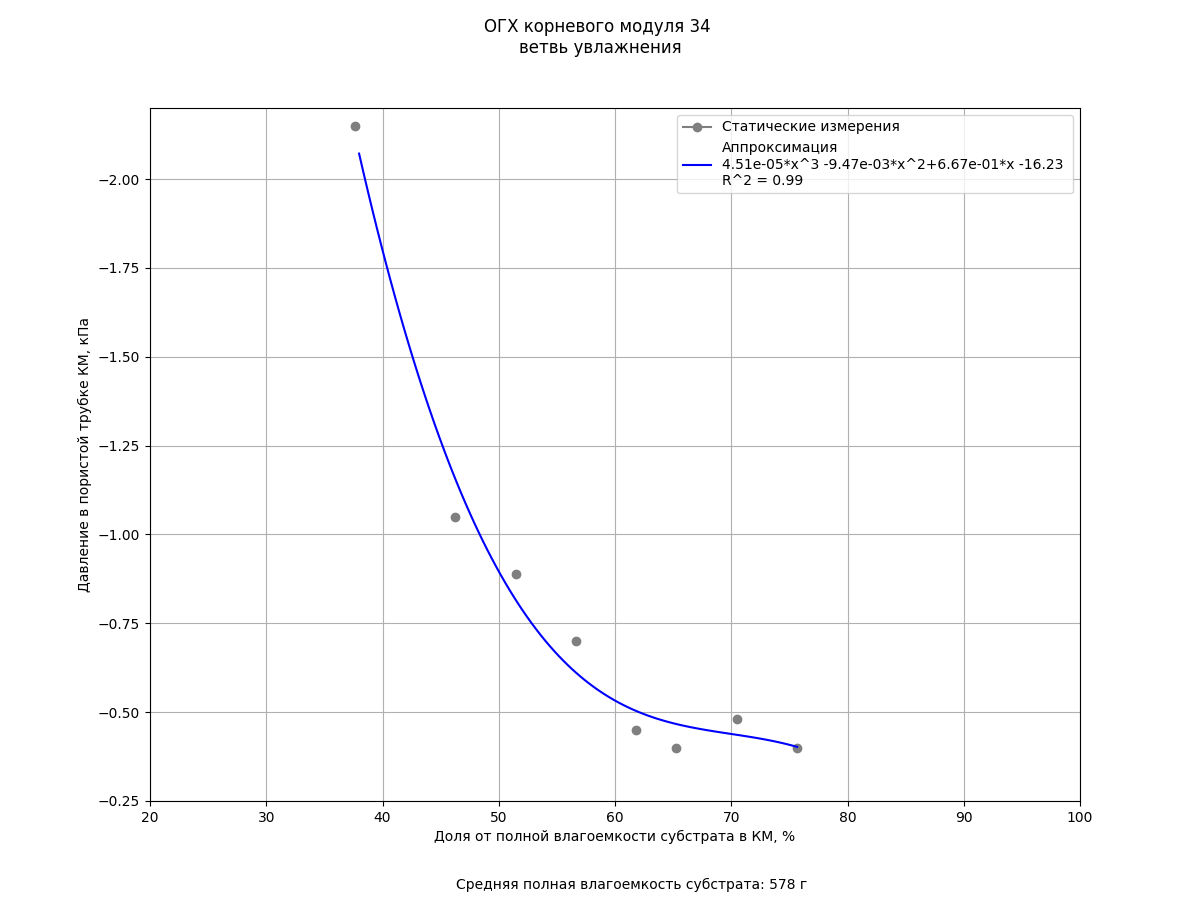 ОГХ корневого модуля 34
ветвь увлажнения
Статические измерения
Аппроксимация
4.51e-05*x^3 -9.47e-03*x^2+6.67e-01*x -16.23
R^2 = 0.99
Давление в пористой трубке КМ, кПа
−2.00
−1.75
−1.50
−1.25
−1.00
−0.75
−0.50
−0.25
20 30 40 50 60 70 80 90 100
Доля от полной влагоемкости субстрата в КМ, %
Средняя полная влагоемкость субстрата: 578 г